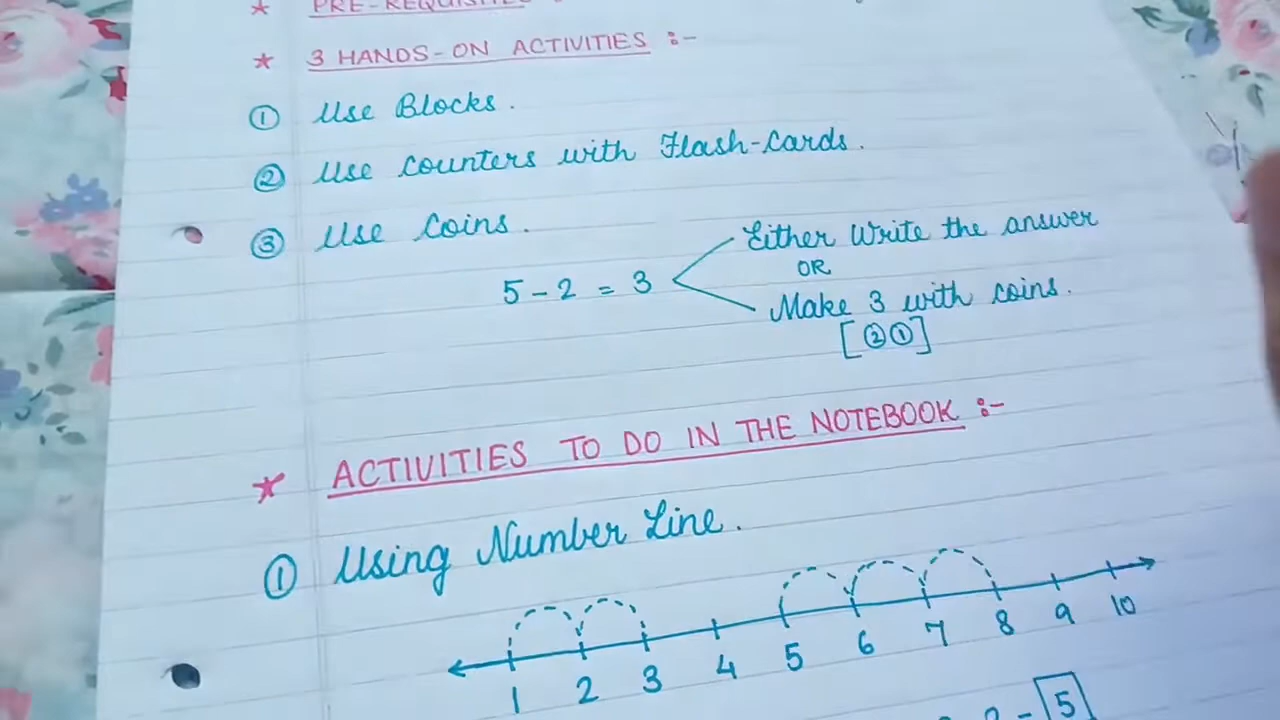 * PRE-REQUISITES
* 3 HANDS-ON ACTIVITIES :-
① Use Blocks.
② Use counters with Flash-Cards.
③ Use Coins.
5 - 2 = 3
Either Write the answer
OR
Make 3 with coins.
[②①]
* ACTIVITIES TO DO IN THE NOTEBOOK :-
① Using Number Line.
1 2 3 4 5 6 7 8 9 10
5